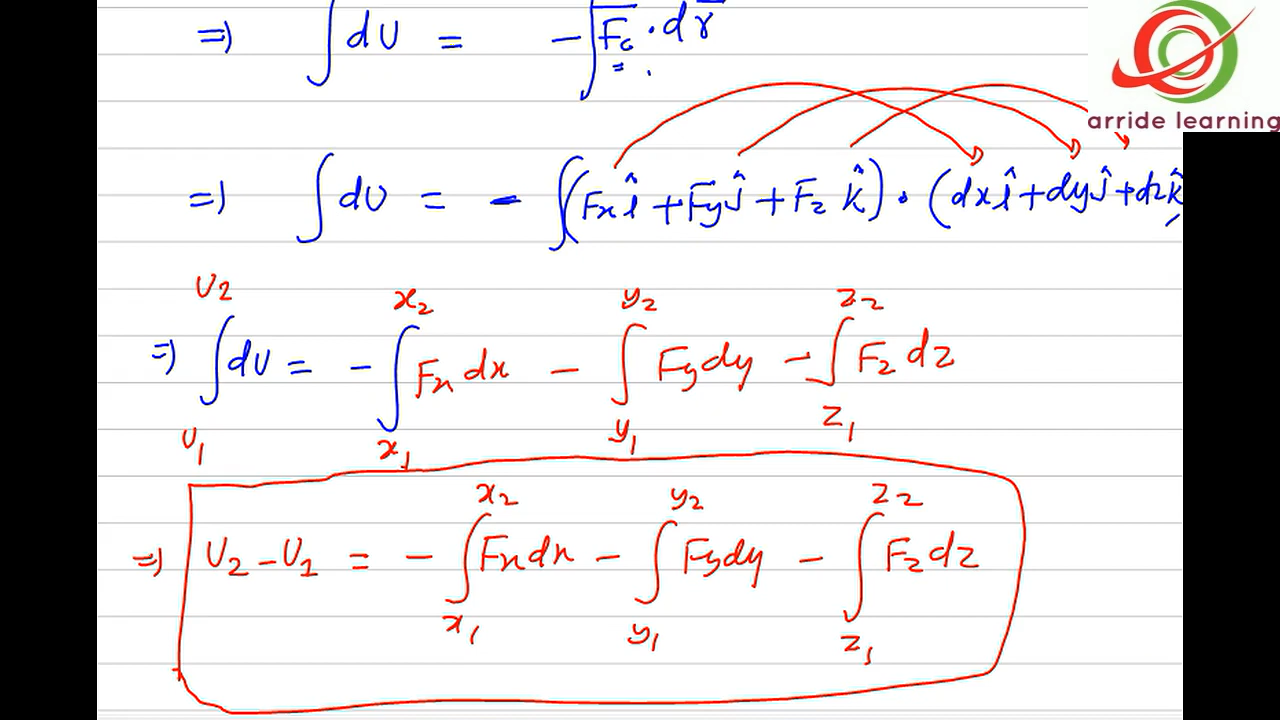 ⇒) ∫dU = -∫F̅c · dr̅
arride learning
⇒) ∫dU = - ∫(Fx î + Fy ĵ + Fz k̂) · (dx î + dy ĵ + dz k̂
U2 x2 y2 z2
⇒) ∫dU = - ∫Fx dx - ∫Fy dy - ∫Fz dz
U1 x1 y1 z1
x2 y2 z2
⇒) U2 - U1 = - ∫Fx dx - ∫Fy dy - ∫Fz dz
x1 y1 z1